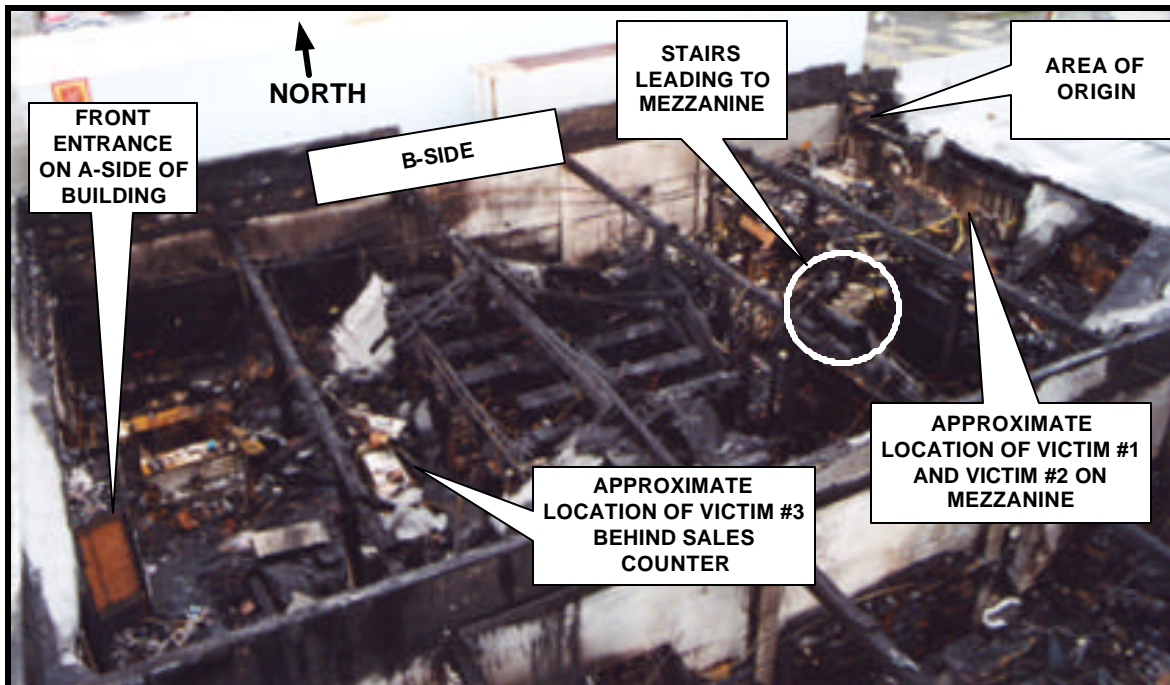 NORTH
B-SIDE
STAIRS
LEADING TO
MEZZANINE
AREA OF
ORIGIN
FRONT
ENTRANCE
ON A-SIDE OF
BUILDING
APPROXIMATE
LOCATION OF VICTIM #1
AND VICTIM #2 ON
MEZZANINE
APPROXIMATE
LOCATION OF VICTIM #3
BEHIND SALES
COUNTER